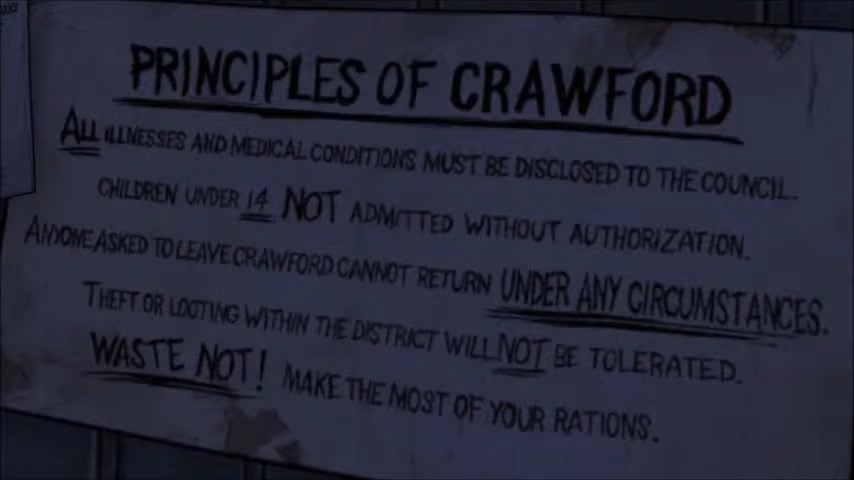 PRINCIPLES OF CRAWFORD
ALL ILLNESSES AND MEDICAL CONDITIONS MUST BE DISCLOSED TO THE COUNCIL.
CHILDREN UNDER 14 NOT ADMITTED WITHOUT AUTHORIZATION.
ANYONE ASKED TO LEAVE CRAWFORD CANNOT RETURN UNDER ANY CIRCUMSTANCES.
THEFT OR LOOTING WITHIN THE DISTRICT WILL NOT BE TOLERATED.
WASTE NOT! MAKE THE MOST OF YOUR RATIONS.